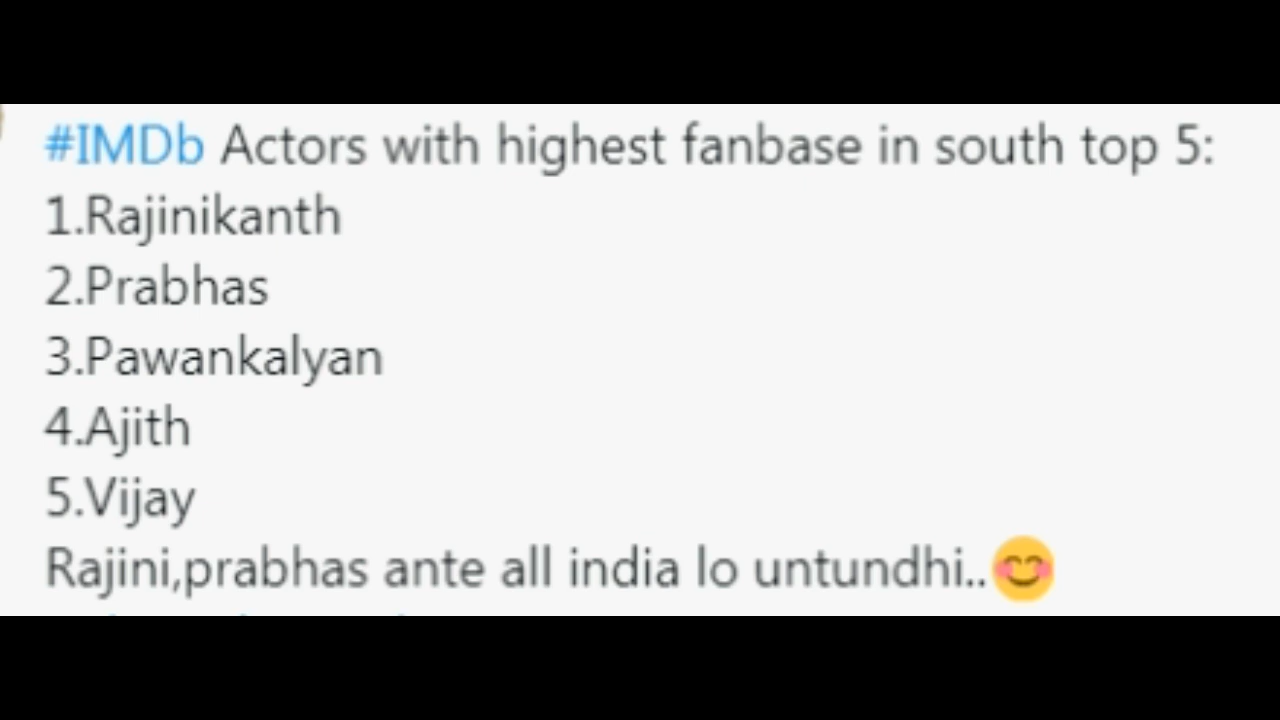 #IMDb Actors with highest fanbase in south top 5:
1.Rajinikanth
2.Prabhas
3.Pawankalyan
4.Ajith
5.Vijay
Rajini,prabhas ante all india lo untundhi..😊